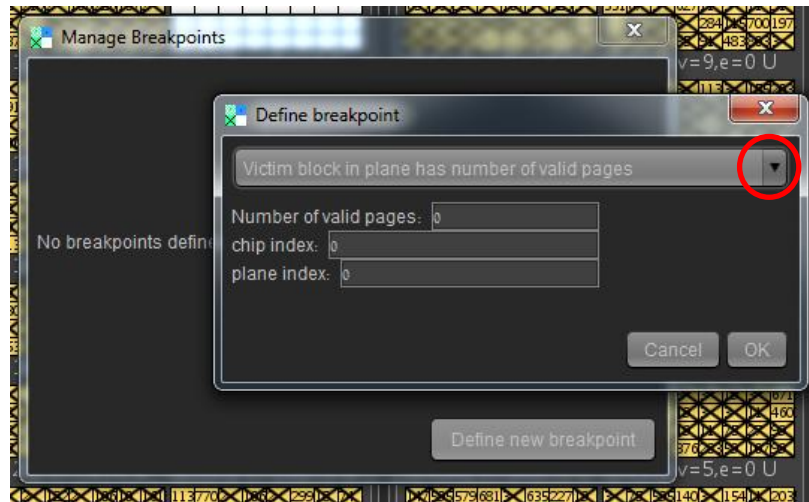 Manage Breakpoints
v=9,e=0 U
Define breakpoint
Victim block in plane has number of valid pages
Number of valid pages: 0
No breakpoints define
chip index: 0
plane index: 0
Cancel
OK
Define new breakpoint
v=5,e=0 U